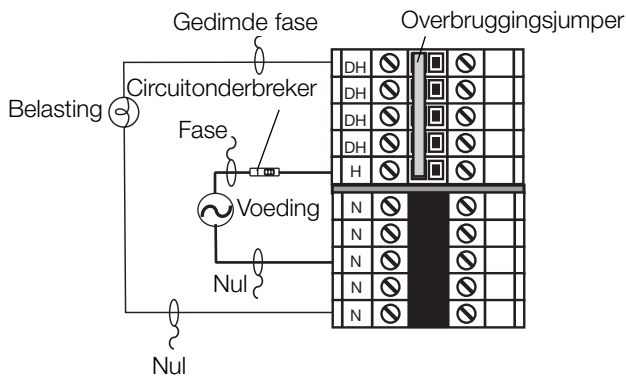 Gedimde fase
Overbruggingsjumper
Circuitonderbreker
Belasting
Fase
Voeding
Nul
Nul
DH
DH
DH
DH
H
N
N
N
N
N